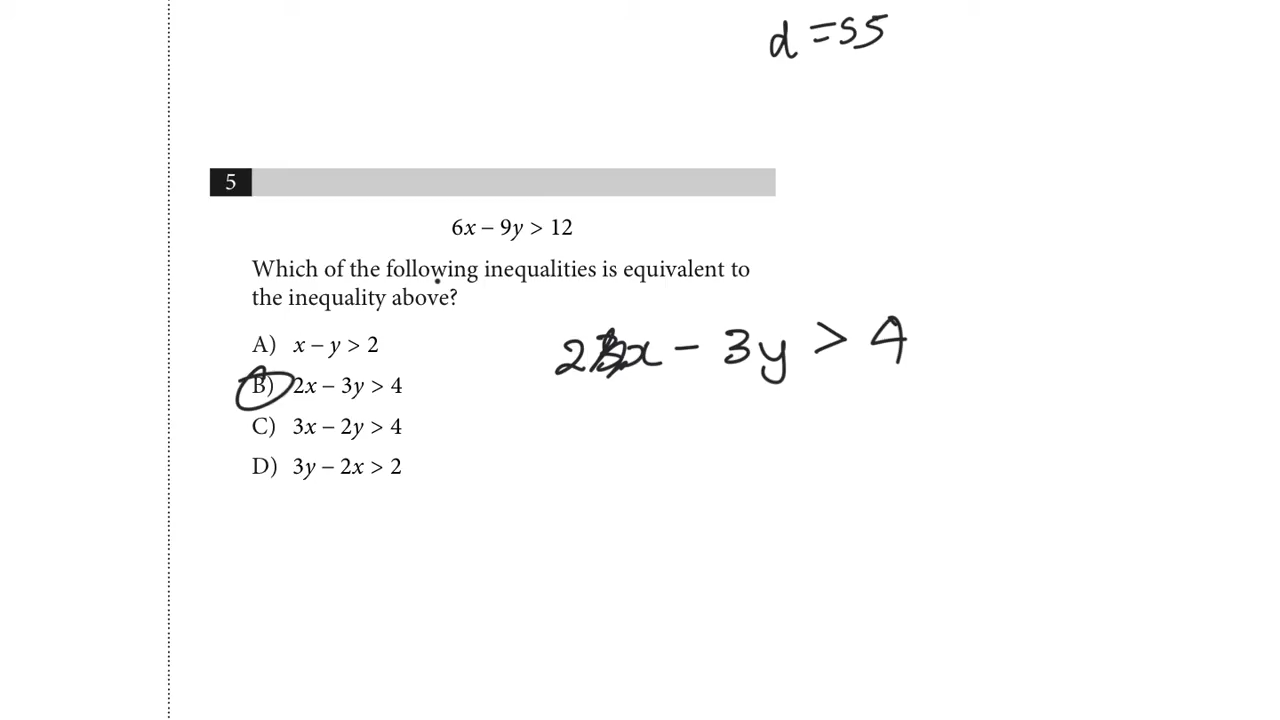 d = 55
5
6x – 9y > 12
Which of the following inequalities is equivalent to
the inequality above?
A) x – y > 2
B) 2x – 3y > 4
C) 3x – 2y > 4
D) 3y – 2x > 2
2x - 3y > 4